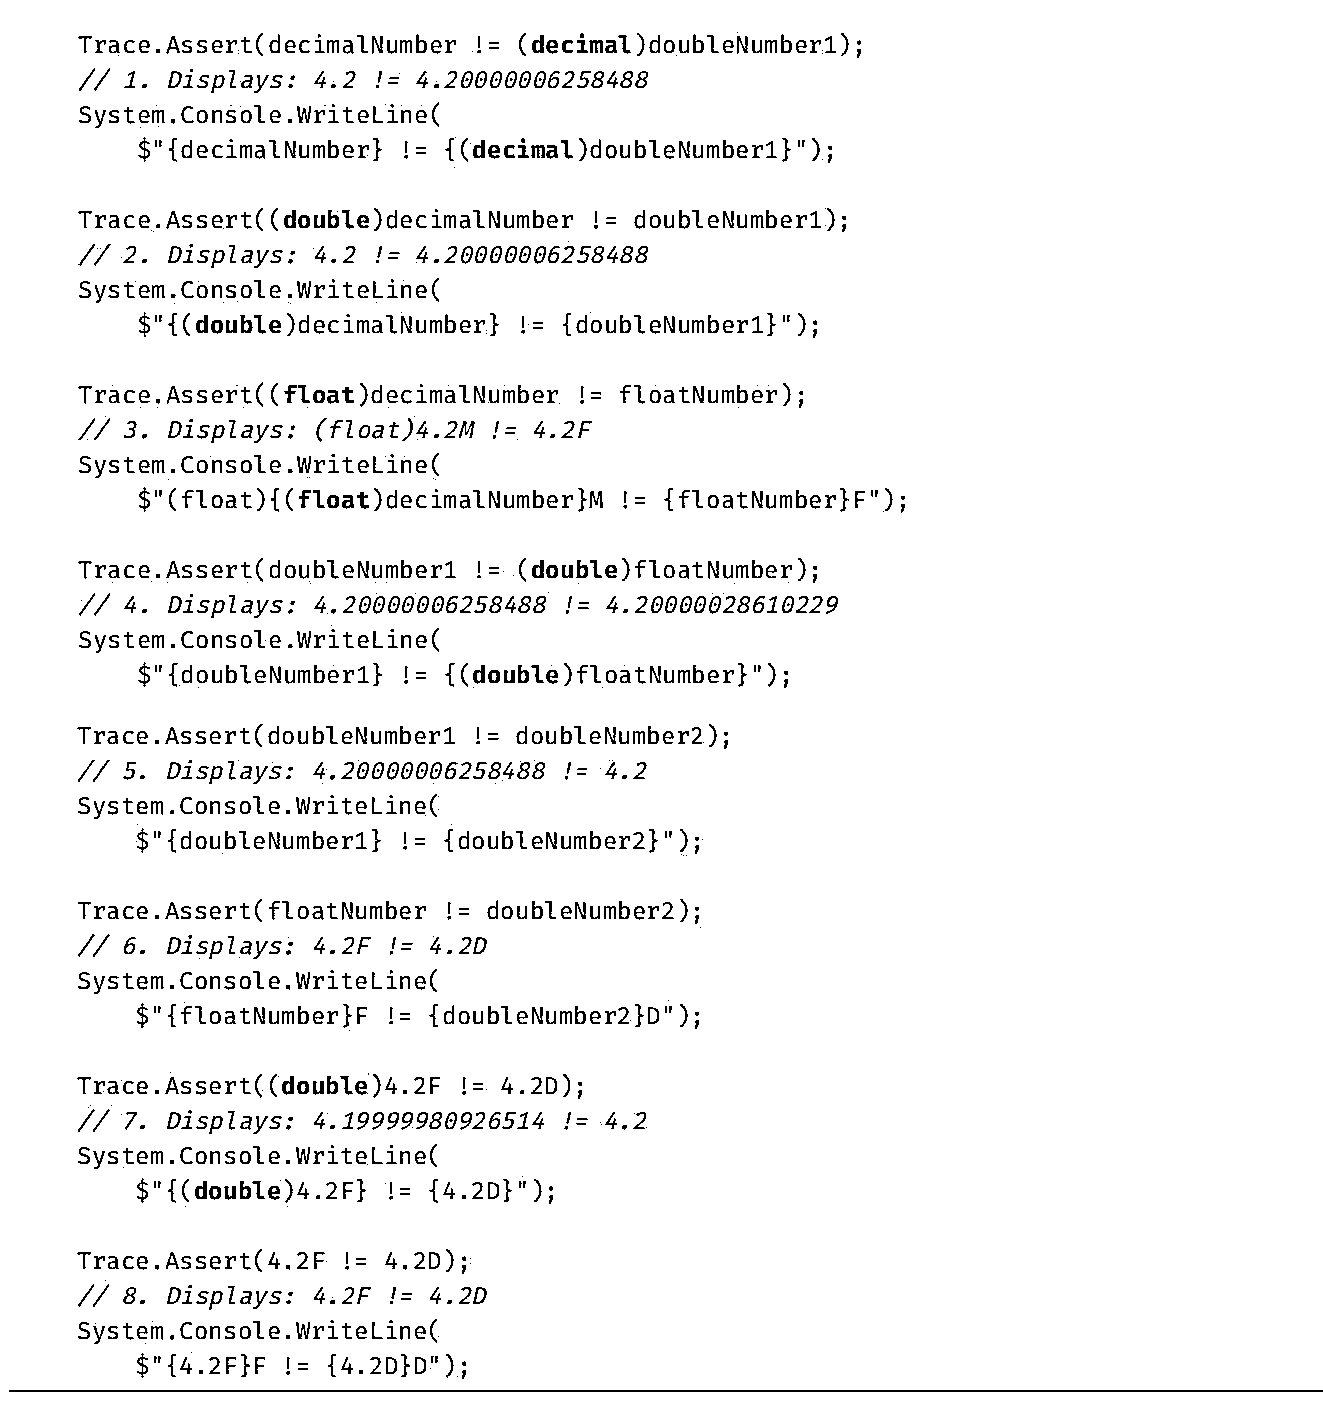 Trace.Assert(decimalNumber != (decimal)doubleNumber1);
// 1. Displays: 4.2 != 4.20000006258488
System.Console.WriteLine(
    $"{decimalNumber} != {(decimal)doubleNumber1}");

Trace.Assert((double)decimalNumber != doubleNumber1);
// 2. Displays: 4.2 != 4.20000006258488
System.Console.WriteLine(
    $"{(double)decimalNumber} != {doubleNumber1}");

Trace.Assert((float)decimalNumber != floatNumber);
// 3. Displays: (float)4.2M != 4.2F
System.Console.WriteLine(
    $"(float){(float)decimalNumber}M != {floatNumber}F");

Trace.Assert(doubleNumber1 != (double)floatNumber);
// 4. Displays: 4.20000006258488 != 4.20000028610229
System.Console.WriteLine(
    $"{doubleNumber1} != {(double)floatNumber}");

Trace.Assert(doubleNumber1 != doubleNumber2);
// 5. Displays: 4.20000006258488 != 4.2
System.Console.WriteLine(
    $"{doubleNumber1} != {doubleNumber2}");

Trace.Assert(floatNumber != doubleNumber2);
// 6. Displays: 4.2F != 4.2D
System.Console.WriteLine(
    $"{floatNumber}F != {doubleNumber2}D");

Trace.Assert((double)4.2F != 4.2D);
// 7. Displays: 4.19999980926514 != 4.2
System.Console.WriteLine(
    $"{(double)4.2F} != {4.2D}");

Trace.Assert(4.2F != 4.2D);
// 8. Displays: 4.2F != 4.2D
System.Console.WriteLine(
    $"{4.2F}F != {4.2D}D");